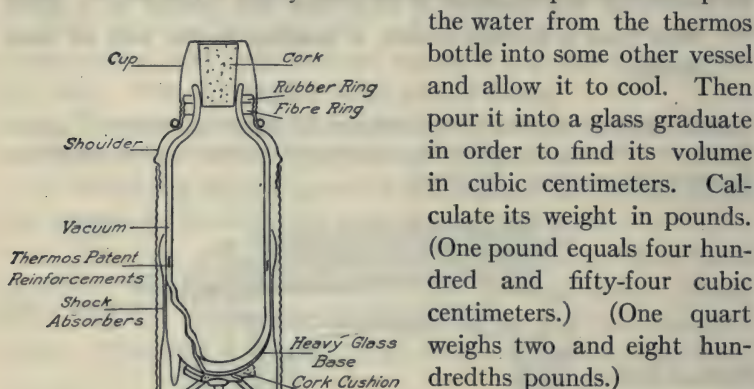 Cup
Cork
Rubber Ring
Fibre Ring
Shoulder
Vacuum
Thermos Patent
Reinforcements
Shock
Absorbers
Heavy Glass
Base
Cork Cushion
the water from the thermos
bottle into some other vessel
and allow it to cool. Then
pour it into a glass graduate
in order to find its volume
in cubic centimeters. Cal-
culate its weight in pounds.
(One pound equals four hun-
dred and fifty-four cubic
centimeters.) (One quart
weighs two and eight hun-
dredths pounds.)